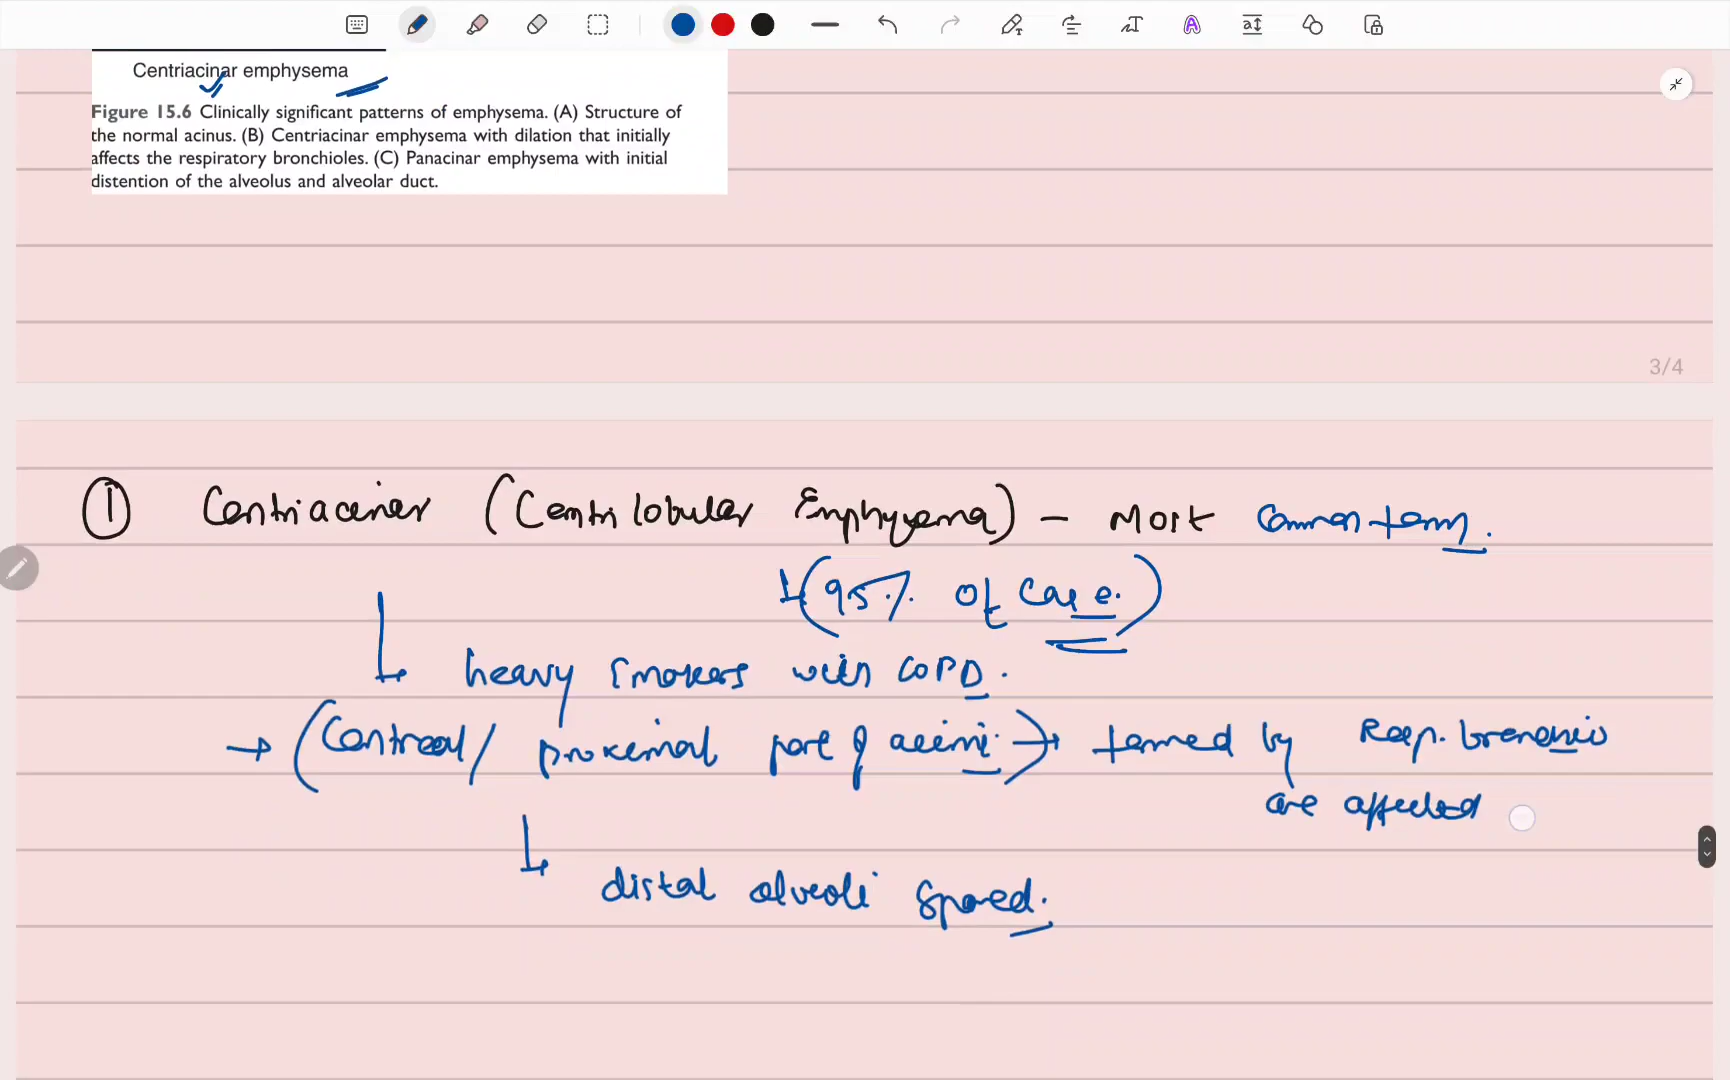 Centriacinar emphysema
Figure 15.6 Clinically significant patterns of emphysema. (A) Structure of
the normal acinus. (B) Centriacinar emphysema with dilation that initially
affects the respiratory bronchioles. (C) Panacinar emphysema with initial
distention of the alveolus and alveolar duct.
3/4
① Centriacinar (Centrilobular Emphysema) – Most Common form.
↳ (95% of case.)
↳ heavy smokers with COPD.
→ (Central/ proximal part of acini) → formed by Resp.
are affected
↳ distal alveoli spared.